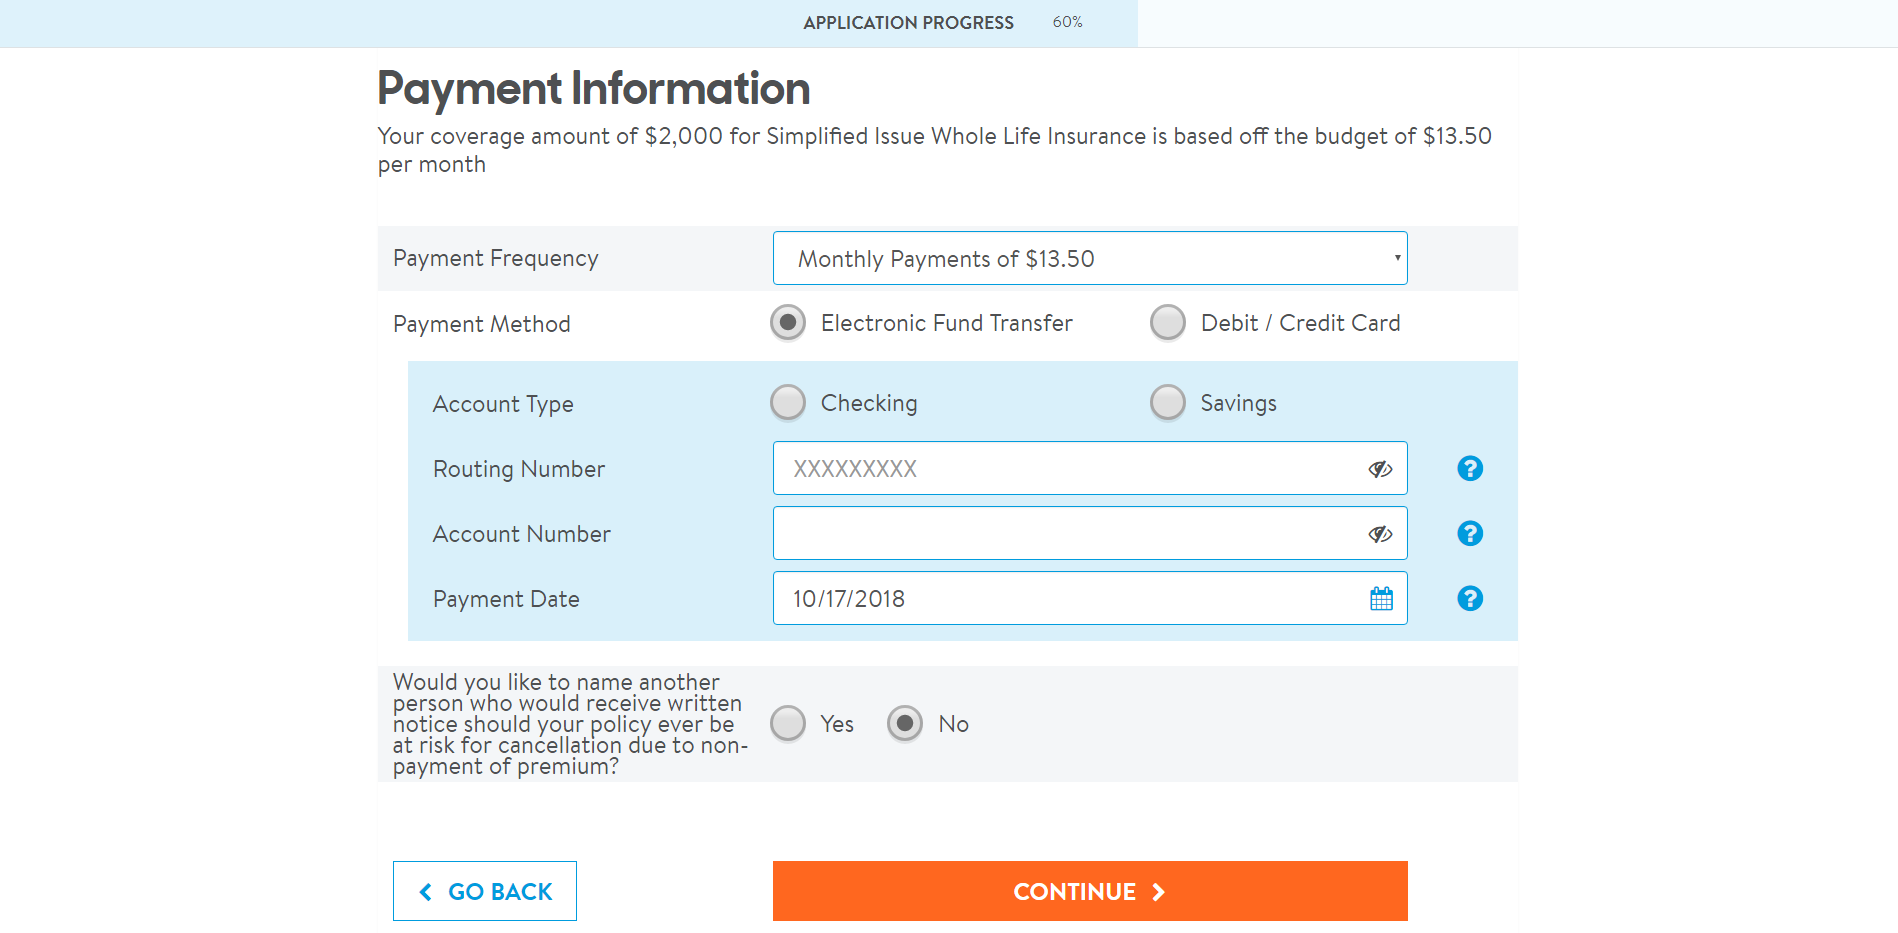 APPLICATION PROGRESS 60%
Payment Information
Your coverage amount of $2,000 for Simplified Issue Whole Life Insurance is based off the budget of $13.50
per month
Payment Frequency Monthly Payments of $13.50
Payment Method Electronic Fund Transfer Debit / Credit Card
Account Type Checking Savings
Routing Number XXXXXXXXX
Account Number
Payment Date 10/17/2018
Would you like to name another
person who would receive written
notice should your policy ever be
at risk for cancellation due to non-
payment of premium?
Yes No
GO BACK CONTINUE